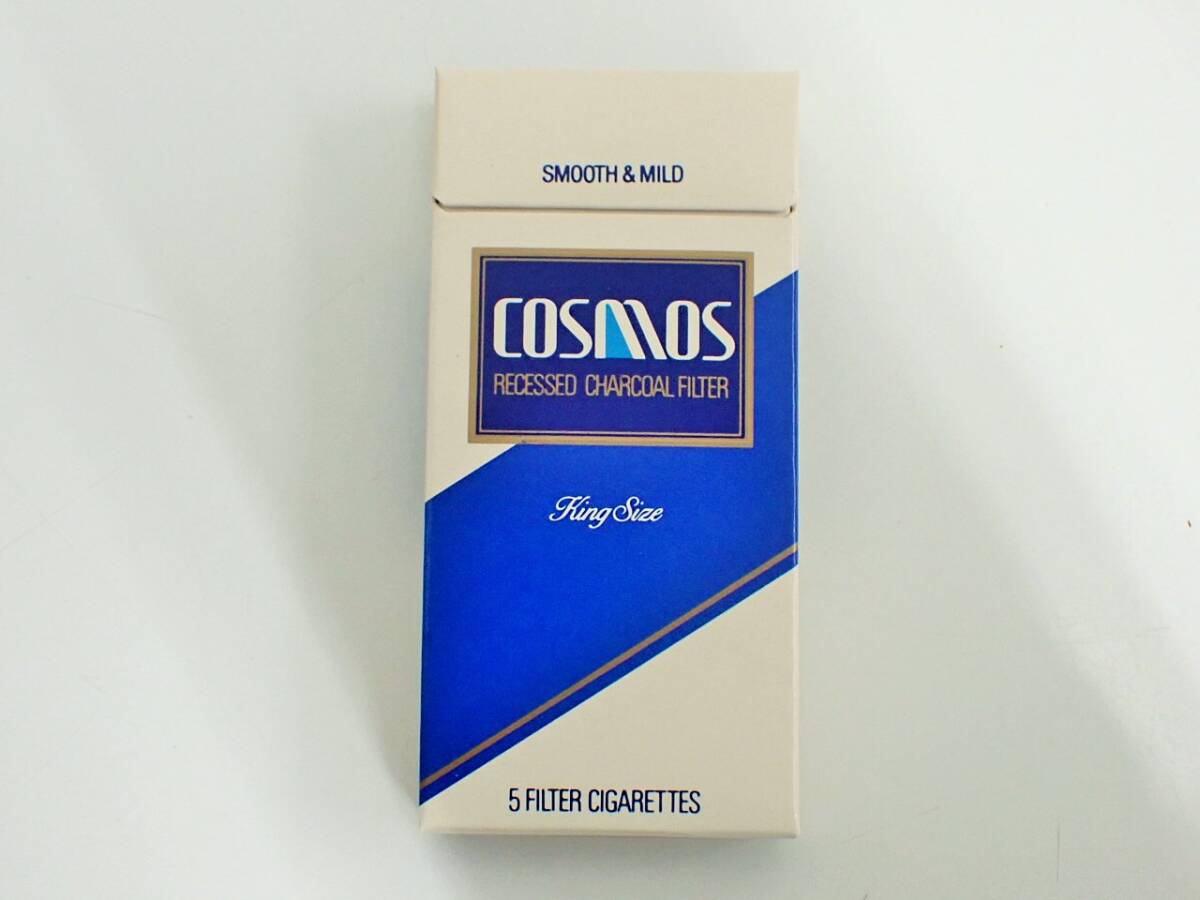 SMOOTH & MILD
COSMOS
RECESSED CHARCOAL FILTER
King Size
5 FILTER CIGARETTES